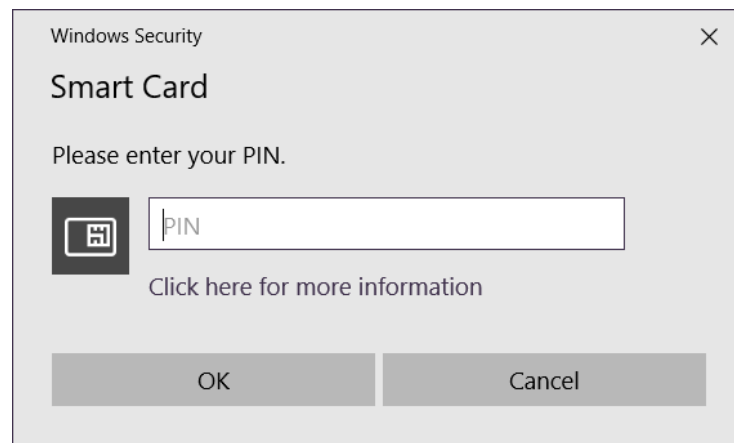 Windows Security
Smart Card
Please enter your PIN.
PIN
Click here for more information
OK
Cancel